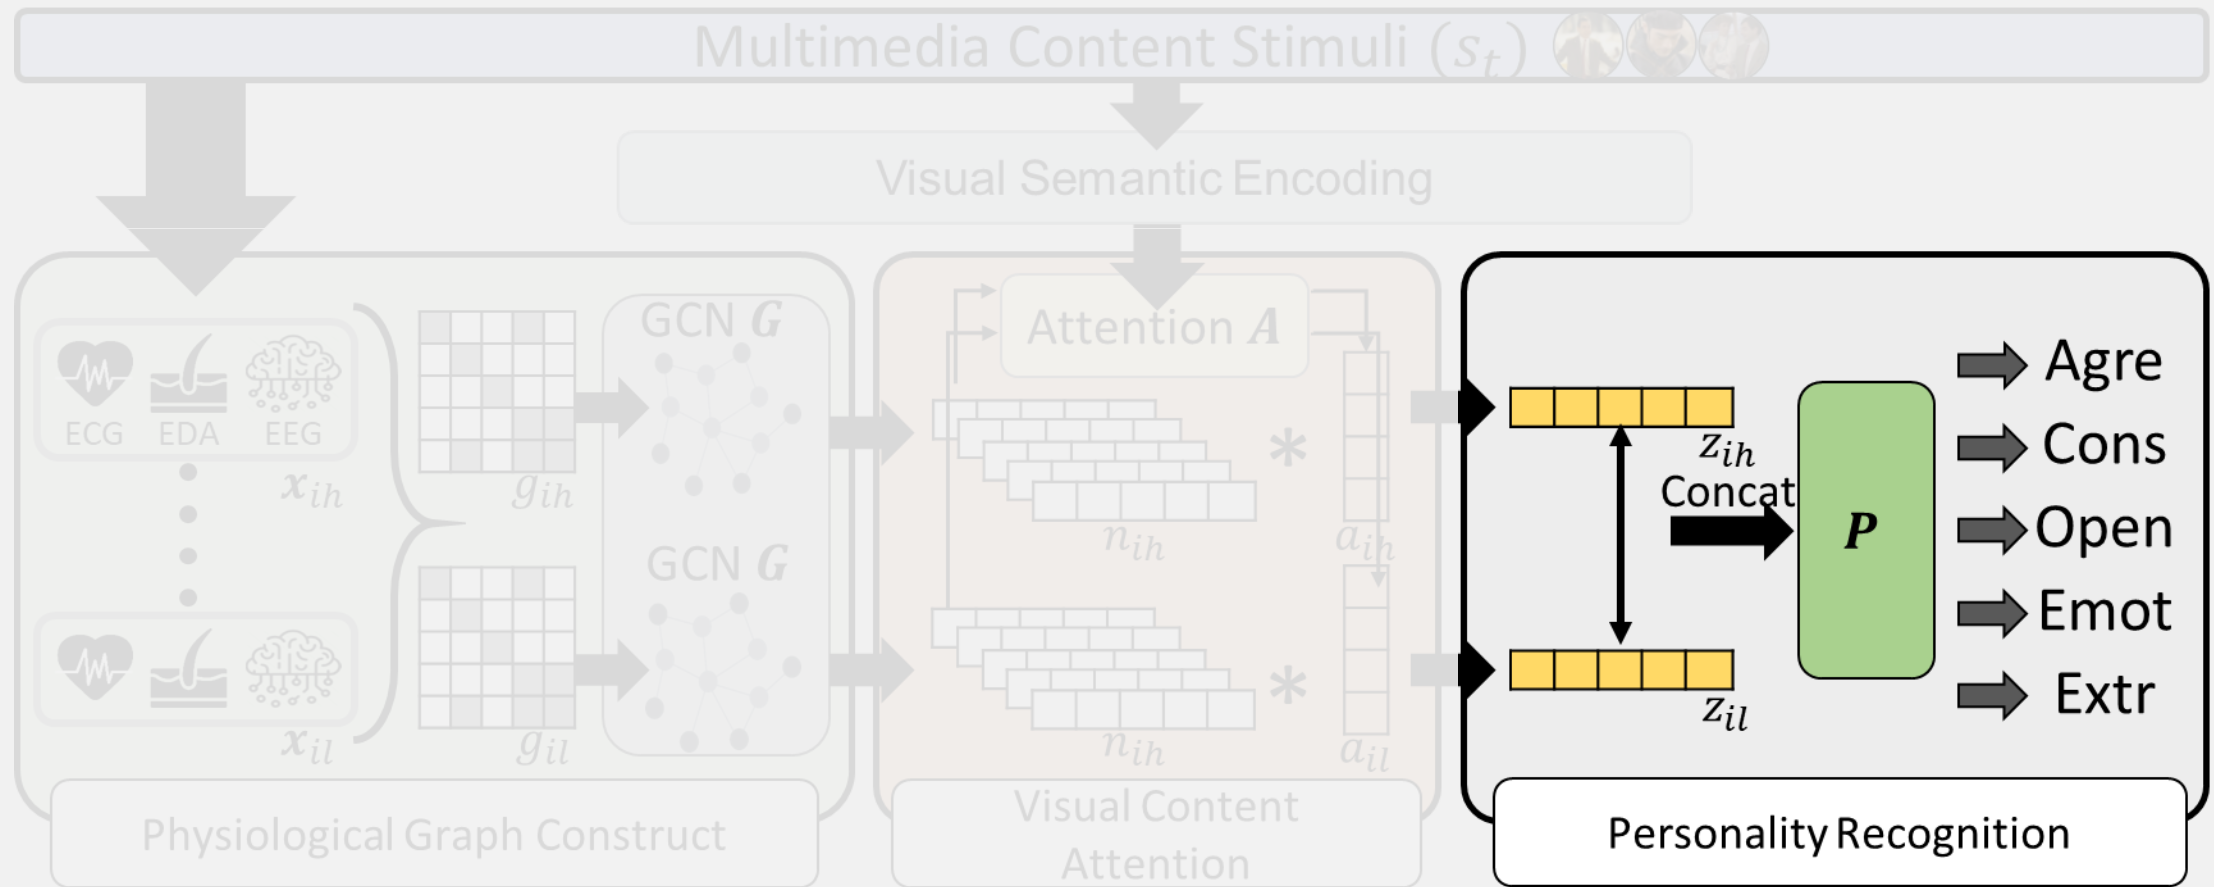 Multimedia Content Stimuli (s_t)
Visual Semantic Encoding
GCN G
Attention A
ECG EDA EEG
x_ih
g_ih
n_ih
a_ih
*
GCN G
x_il
g_il
n_ih
a_il
*
Physiological Graph Construct
Visual Content
Attention
z_ih
Concat
P
z_il
Agre
Cons
Open
Emot
Extr
Personality Recognition